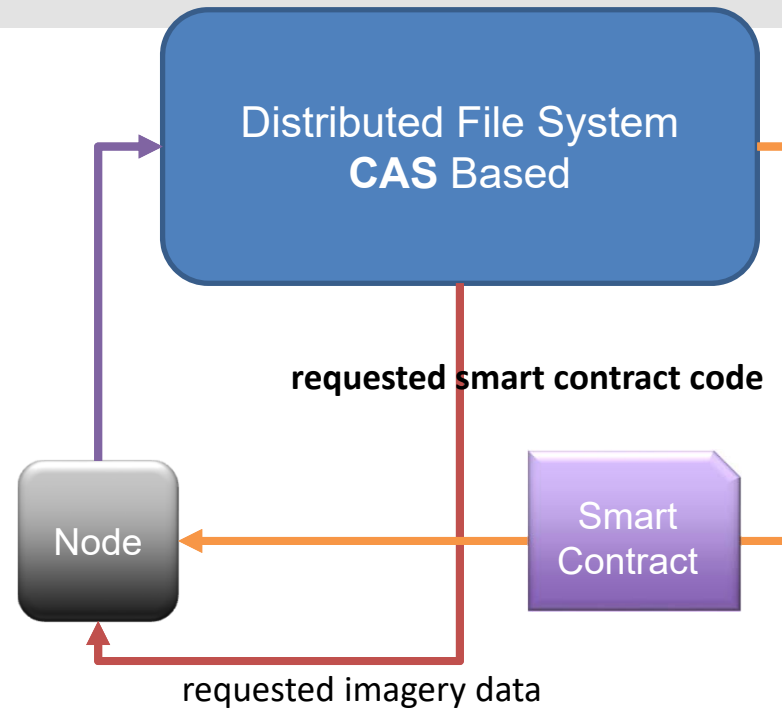 Distributed File System
CAS Based
requested smart contract code
Node
Smart
Contract
requested imagery data